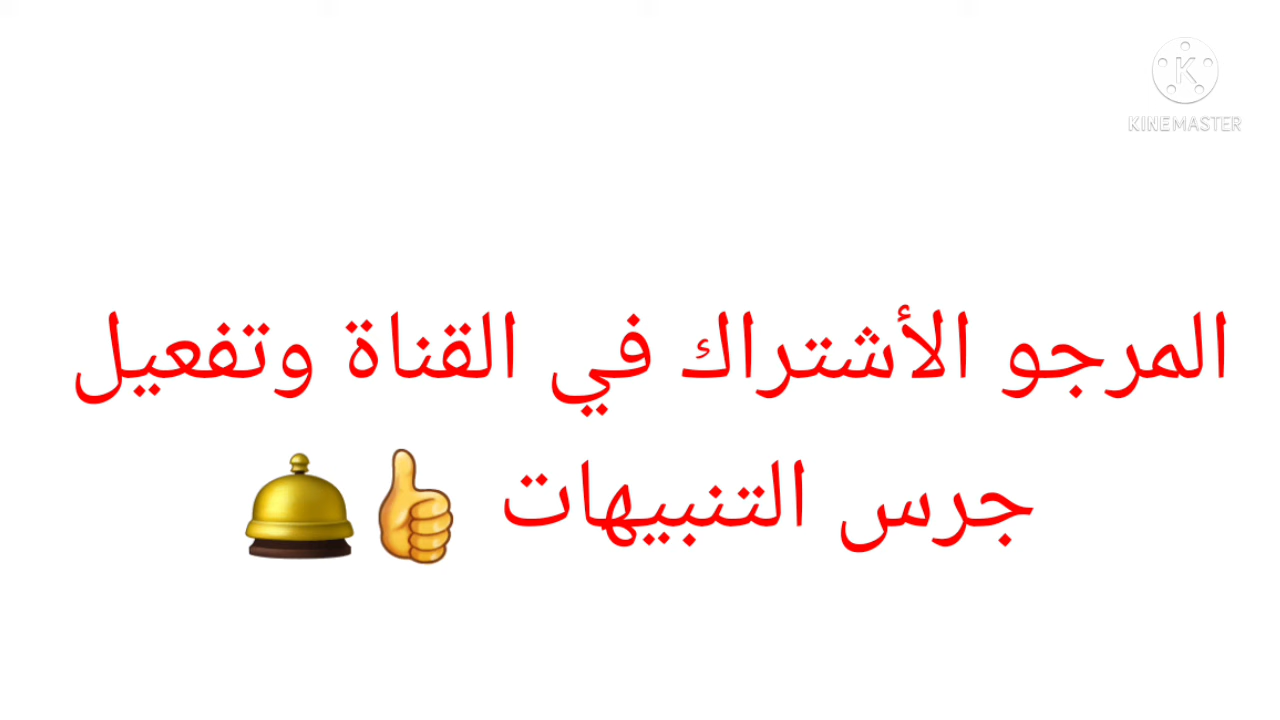 KINEMASTER
المرجو الأشتراك في القناة وتفعيل
جرس التنبيهات 👍🛎